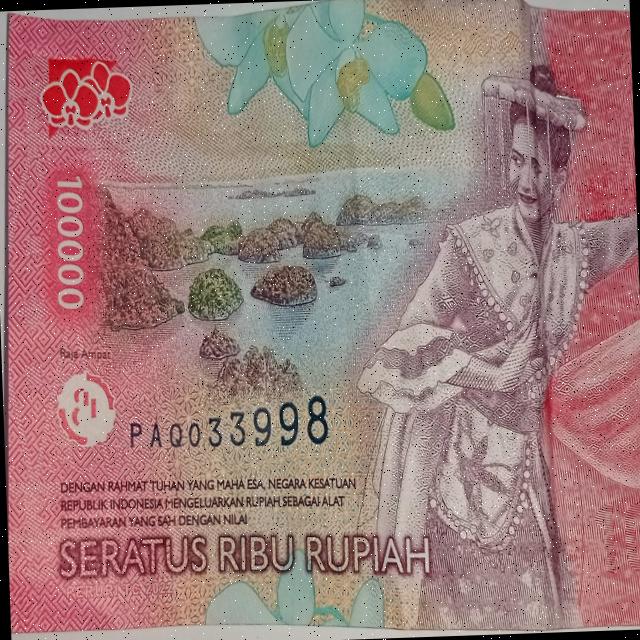 100000
Raja Ampat
PAQ033998
DENGAN RAHMAT TUHAN YANG MAHA ESA, NEGARA KESATUAN
REPUBLIK INDONESIA MENGELUARKAN RUPIAH SEBAGAI ALAT
PEMBAYARAN YANG SAH DENGAN NILAI
SERATUS RIBU RUPIAH